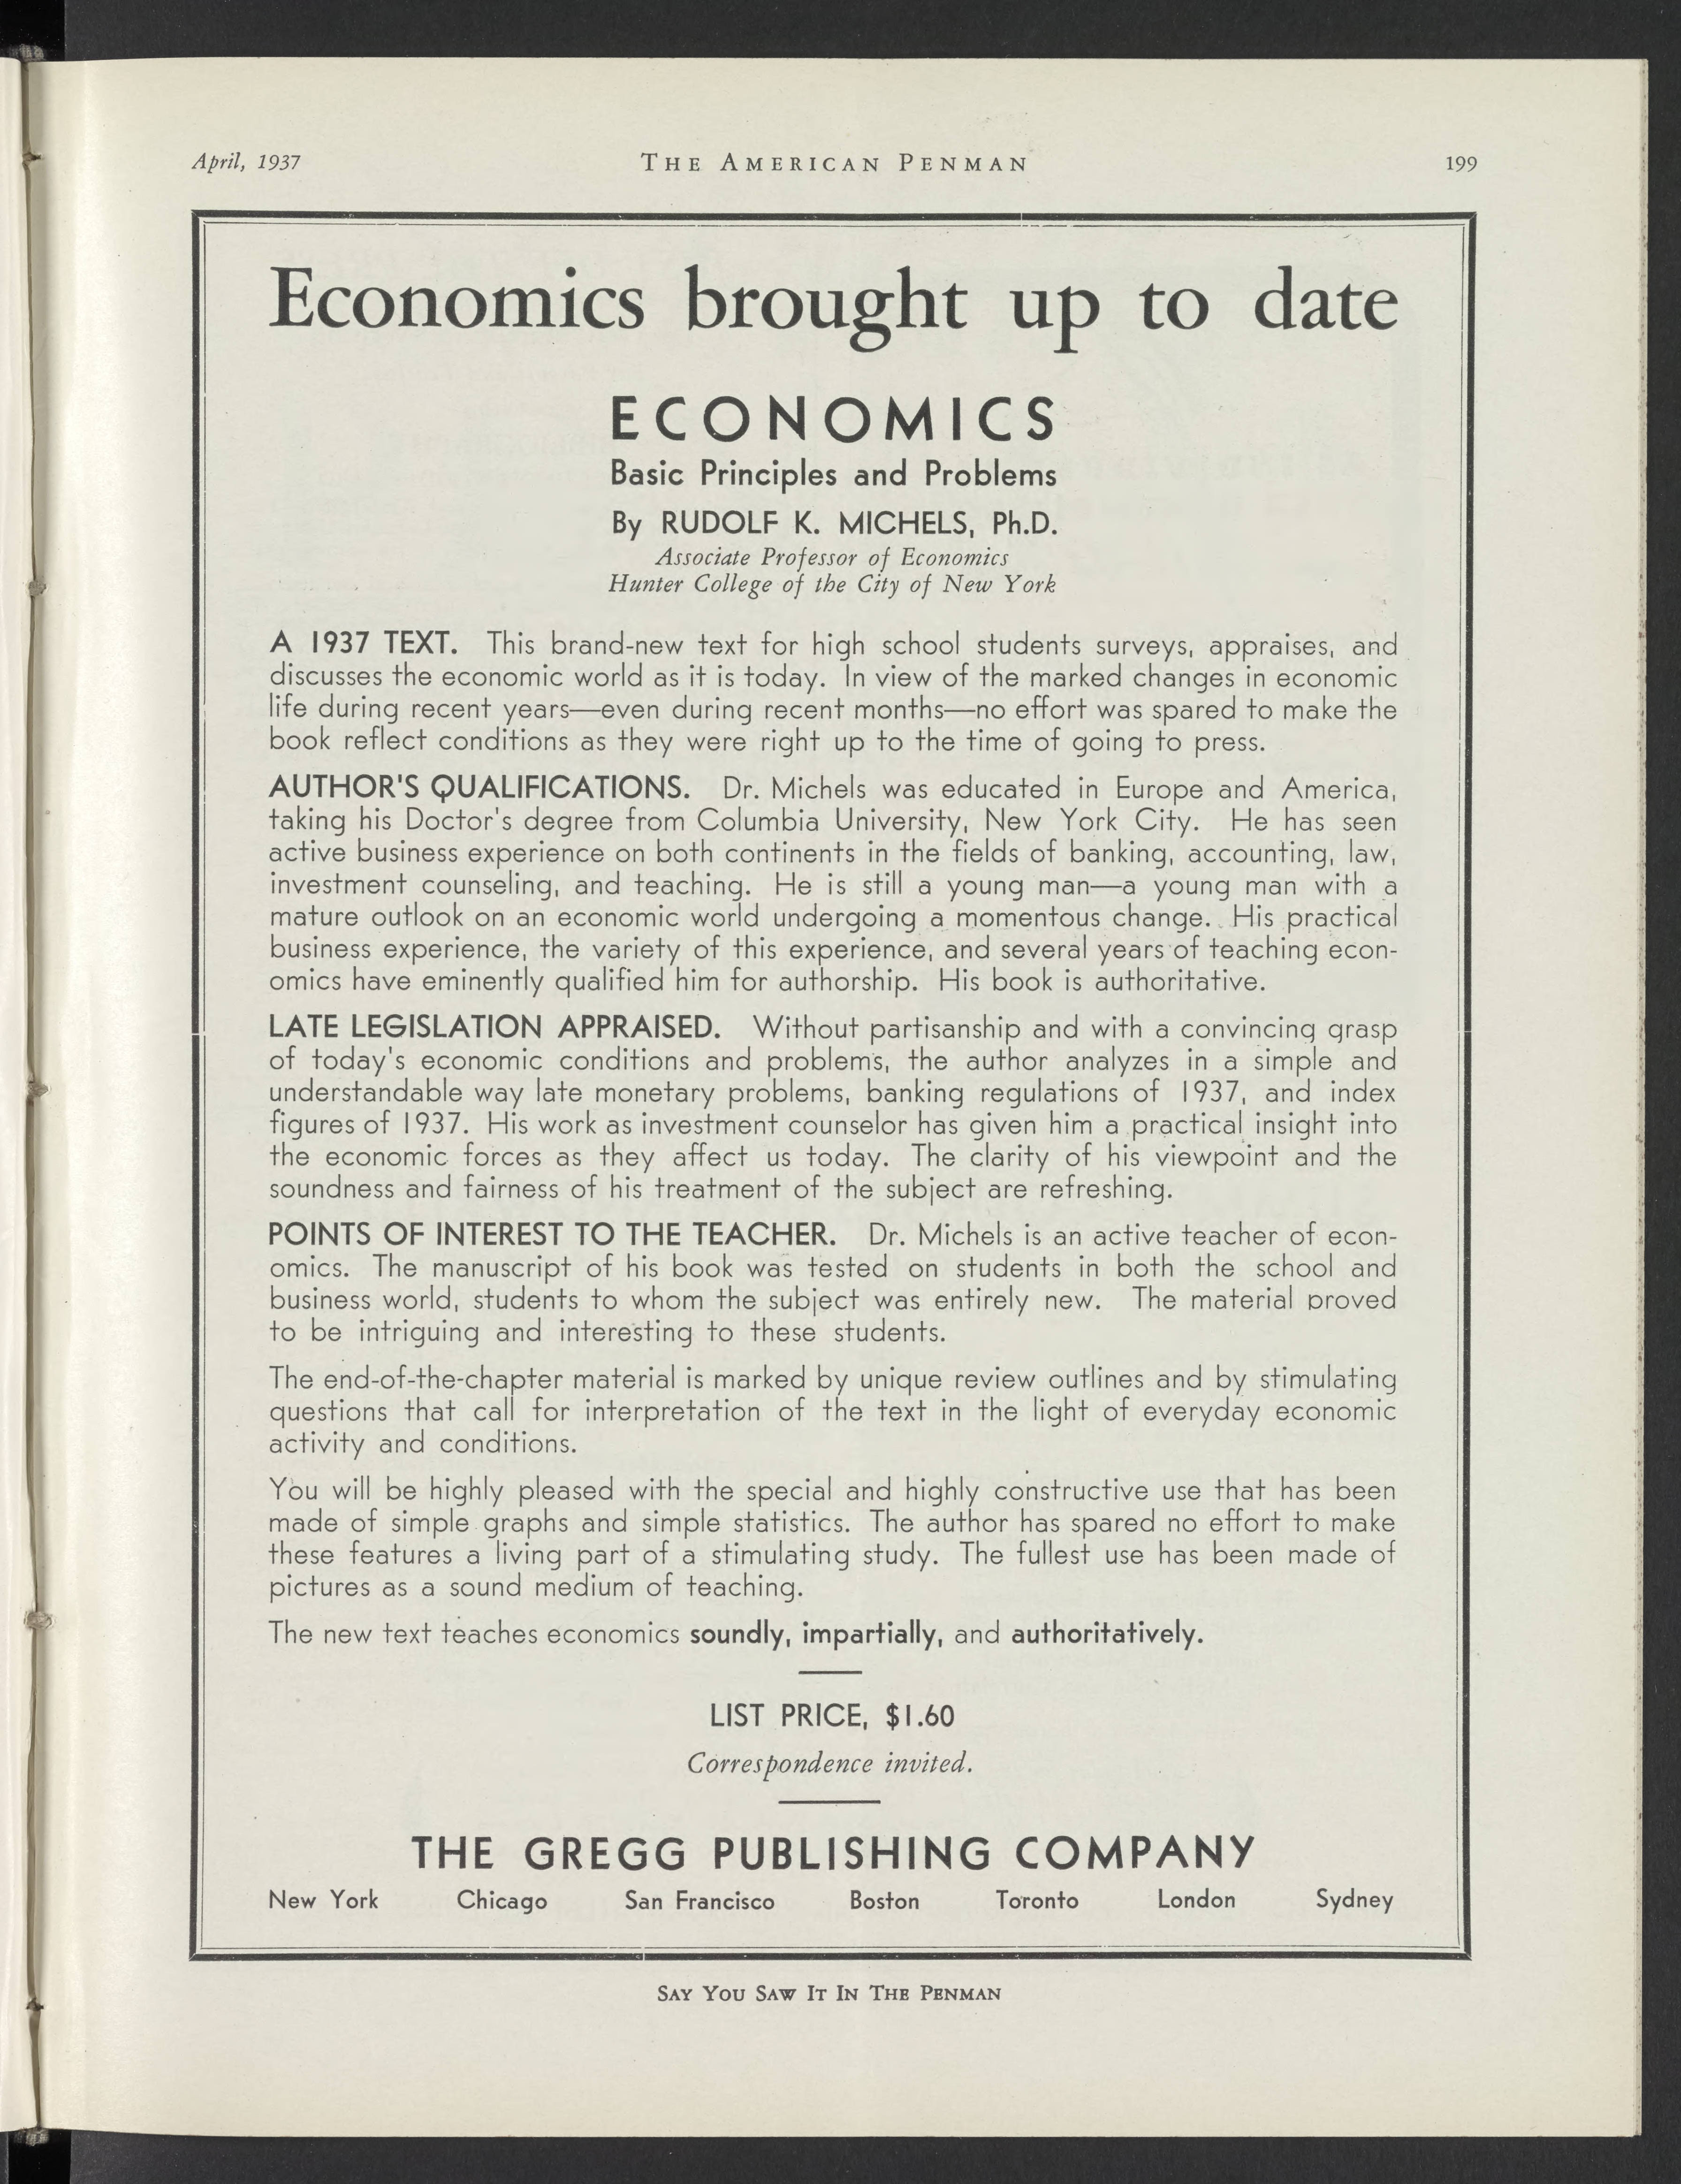 April, 1937 THE AMERICAN PENMAN 199
Economics brought up to date
ECONOMICS
Basic Principles and Problems
By RUDOLF K. MICHELS, Ph.D.
Associate Professor of Economics
Hunter College of the City of New York
A 1937 TEXT. This brand-new text for high school students surveys, appraises, and
discusses the economic world as it is today. In view of the marked changes in economic
life during recent years—even during recent months—no effort was spared to make the
book reflect conditions as they were right up to the time of going to press.
AUTHOR'S QUALIFICATIONS. Dr. Michels was educated in Europe and America,
taking his Doctor's degree from Columbia University, New York City. He has seen
active business experience on both continents in the fields of banking, accounting, law,
investment counseling, and teaching. He is still a young man—a young man with a
mature outlook on an economic world undergoing a momentous change. His practical
business experience, the variety of this experience, and several years of teaching econ-
omics have eminently qualified him for authorship. His book is authoritative.
LATE LEGISLATION APPRAISED. Without partisanship and with a convincing grasp
of today's economic conditions and problems, the author analyzes in a simple and
understandable way late monetary problems, banking regulations of 1937, and index
figures of 1937. His work as investment counselor has given him a practical insight into
the economic forces as they affect us today. The clarity of his viewpoint and the
soundness and fairness of his treatment of the subject are refreshing.
POINTS OF INTEREST TO THE TEACHER. Dr. Michels is an active teacher of econ-
omics. The manuscript of his book was tested on students in both the school and
business world, students to whom the subject was entirely new. The material proved
to be intriguing and interesting to these students.
The end-of-the-chapter material is marked by unique review outlines and by stimulating
questions that call for interpretation of the text in the light of everyday economic
activity and conditions.
You will be highly pleased with the special and highly constructive use that has been
made of simple graphs and simple statistics. The author has spared no effort to make
these features a living part of a stimulating study. The fullest use has been made of
pictures as a sound medium of teaching.
The new text teaches economics soundly, impartially, and authoritatively.
LIST PRICE, $1.60
Correspondence invited.
THE GREGG PUBLISHING COMPANY
New York Chicago San Francisco Boston Toronto London Sydney
SAY YOU SAW IT IN THE PENMAN